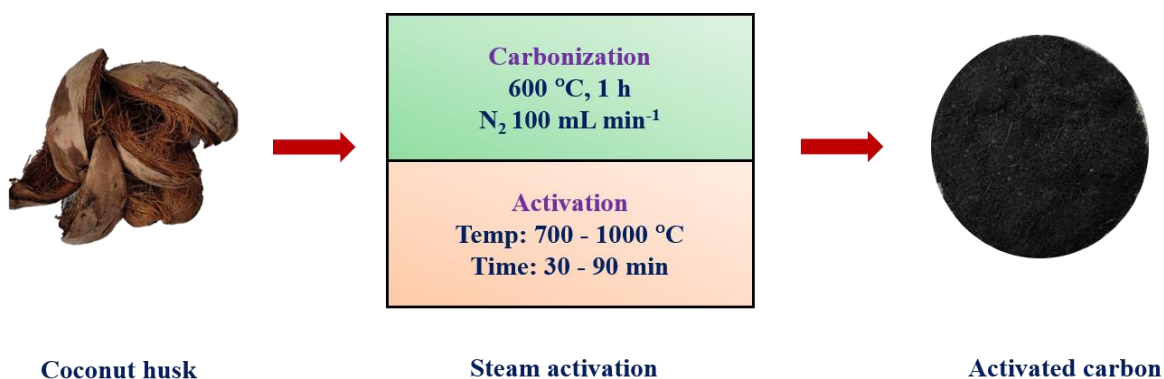 Carbonization
600 °C, 1 h
N₂ 100 mL min⁻¹
Activation
Temp: 700 - 1000 °C
Time: 30 - 90 min
Coconut husk
Steam activation
Activated carbon